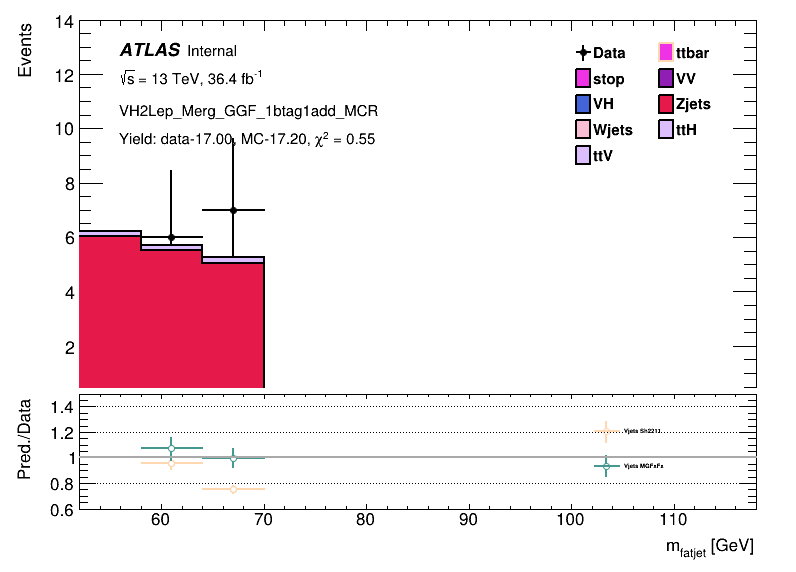 Events
14
12
10
8
6
4
2
ATLAS Internal
√s = 13 TeV, 36.4 fb⁻¹
VH2Lep_Merg_GGF_1btag1add_MCR
Yield: data-17.00, MC-17.20, χ² = 0.55
Data
ttbar
stop
VV
VH
Zjets
Wjets
ttH
ttV
Pred./Data
1.4
1.2
1
0.8
0.6
Vjets Sh2211
Vjets MGFxFx
60 70 80 90 100 110
m_fatjet [GeV]